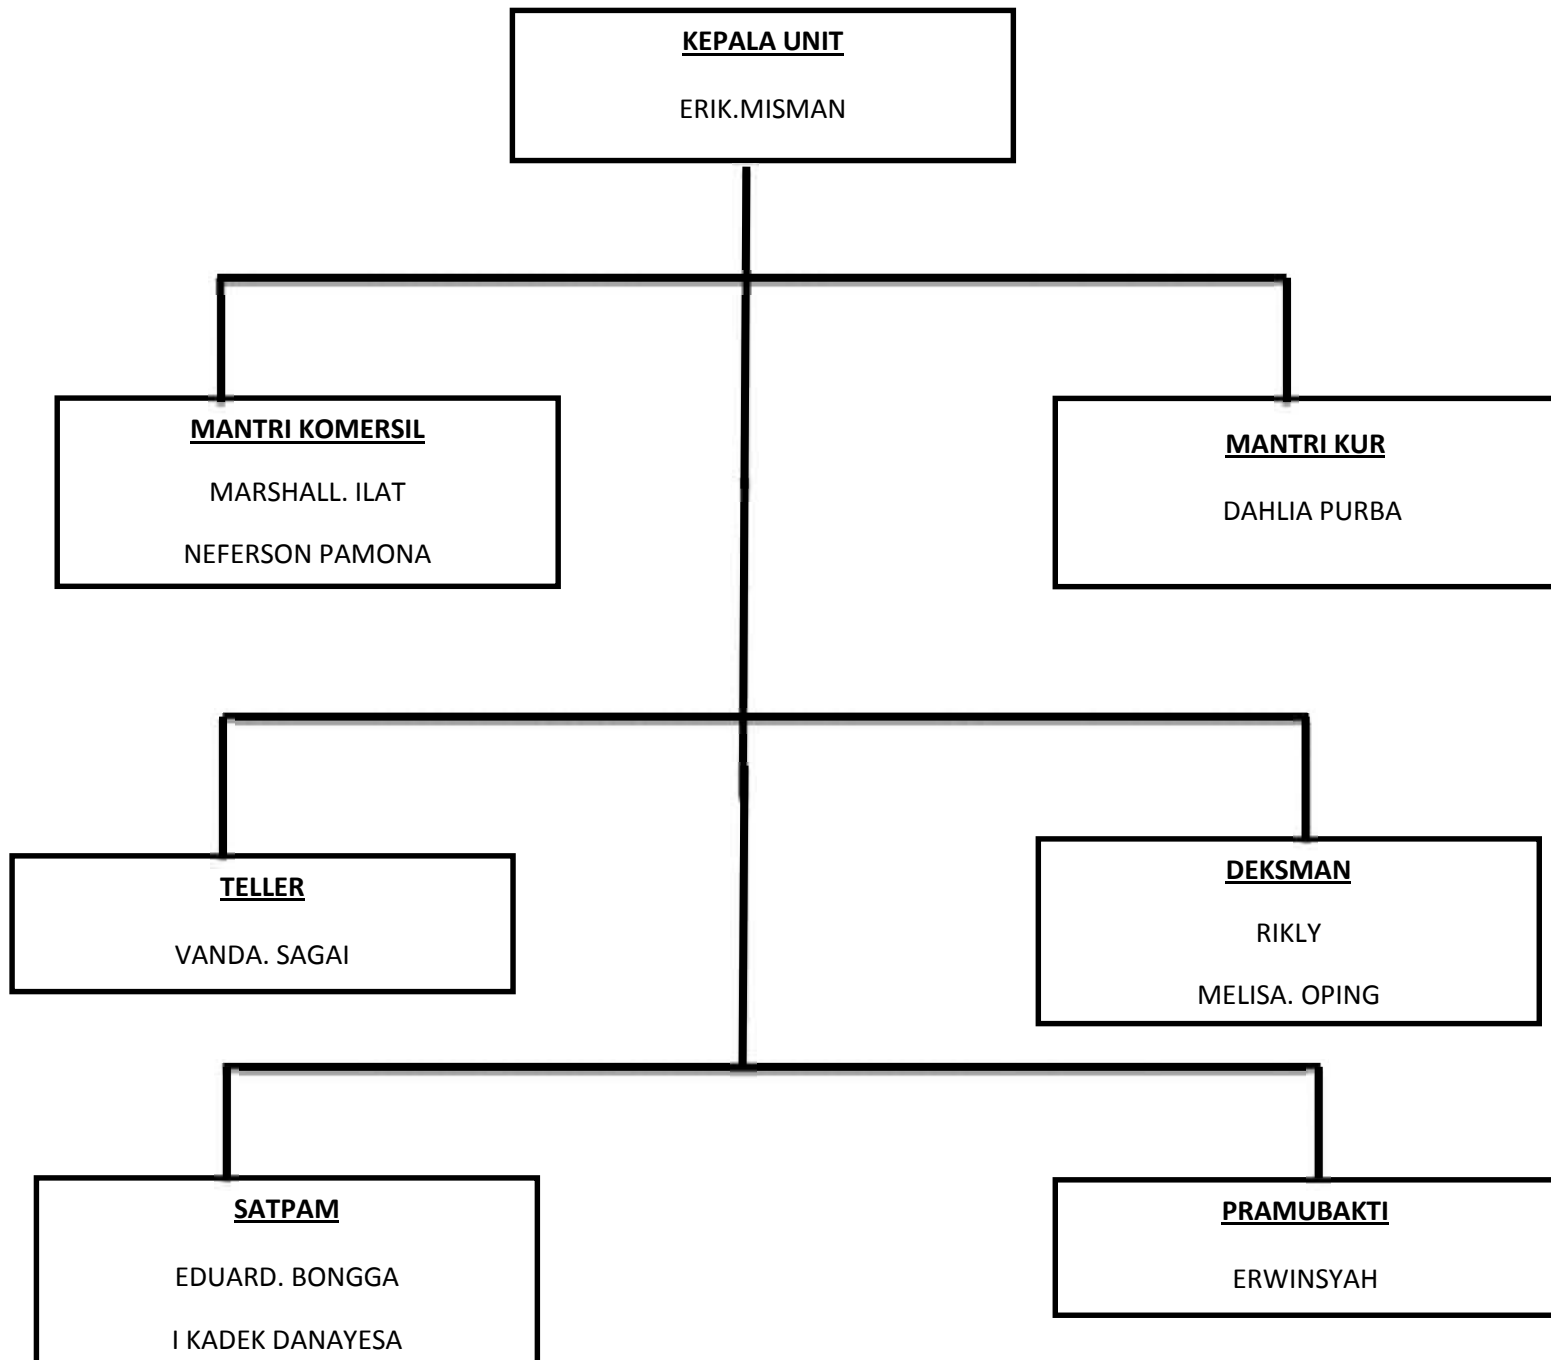 KEPALA UNIT
ERIK.MISMAN
MANTRI KOMERSIL
MARSHALL. ILAT
NEFERSON PAMONA
MANTRI KUR
DAHLIA PURBA
TELLER
VANDA. SAGAI
DEKSMAN
RIKLY
MELISA. OPING
SATPAM
EDUARD. BONGGA
I KADEK DANAYESA
PRAMUBAKTI
ERWINSYAH